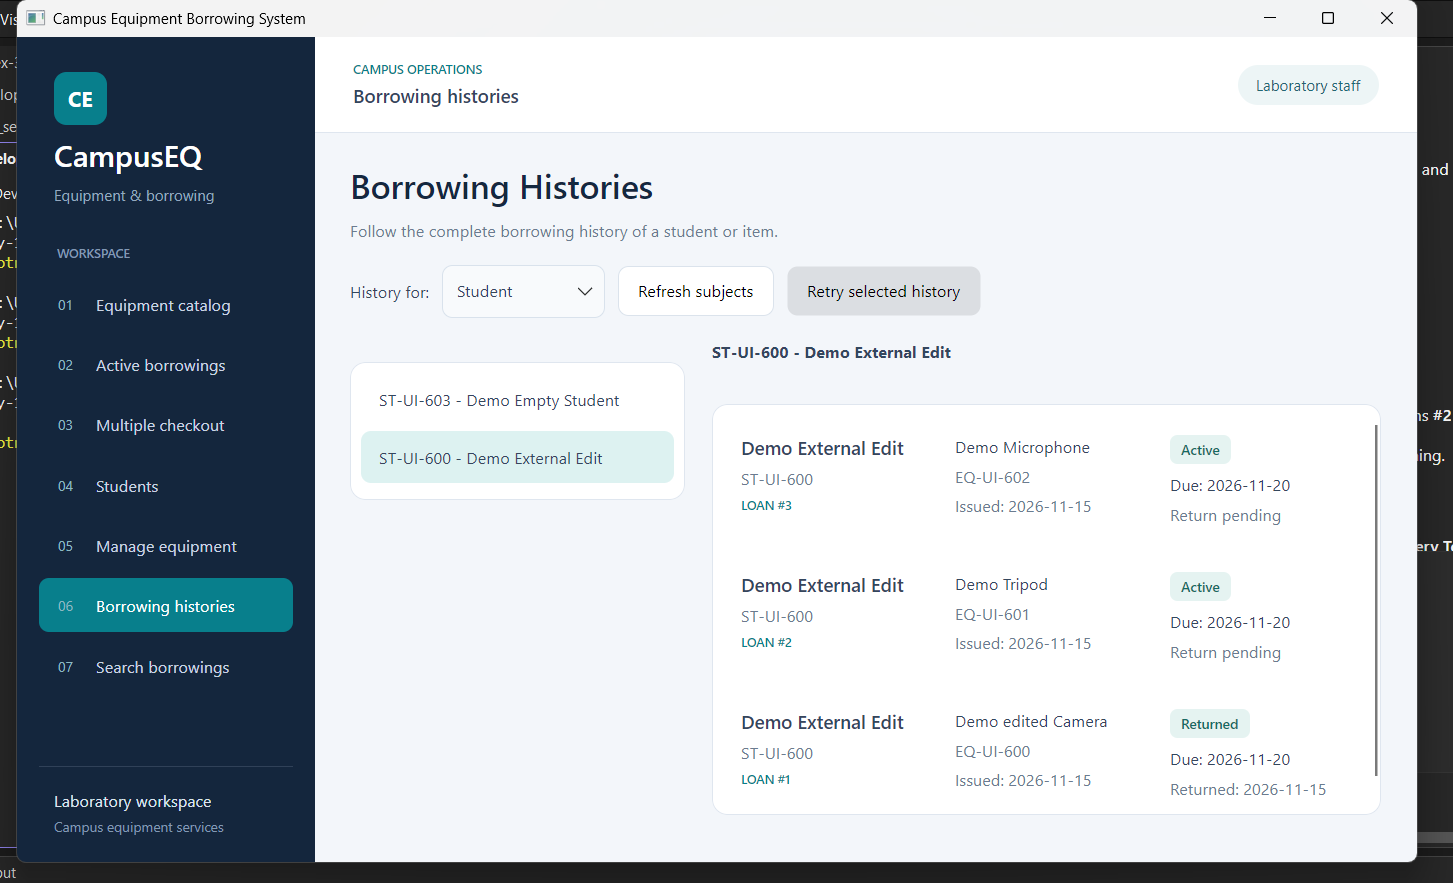 Campus Equipment Borrowing System
CE
CampusEQ
Equipment & borrowing
WORKSPACE
01 Equipment catalog
02 Active borrowings
03 Multiple checkout
04 Students
05 Manage equipment
06 Borrowing histories
07 Search borrowings
Laboratory workspace
Campus equipment services
CAMPUS OPERATIONS
Borrowing histories
Laboratory staff
Borrowing Histories
Follow the complete borrowing history of a student or item.
History for: Student Refresh subjects Retry selected history
ST-UI-603 - Demo Empty Student
ST-UI-600 - Demo External Edit
ST-UI-600 - Demo External Edit
Demo External Edit
ST-UI-600
LOAN #3
Demo Microphone
EQ-UI-602
Issued: 2026-11-15
Active
Due: 2026-11-20
Return pending
Demo External Edit
ST-UI-600
LOAN #2
Demo Tripod
EQ-UI-601
Issued: 2026-11-15
Active
Due: 2026-11-20
Return pending
Demo External Edit
ST-UI-600
LOAN #1
Demo edited Camera
EQ-UI-600
Issued: 2026-11-15
Returned
Due: 2026-11-20
Returned: 2026-11-15
and
#2